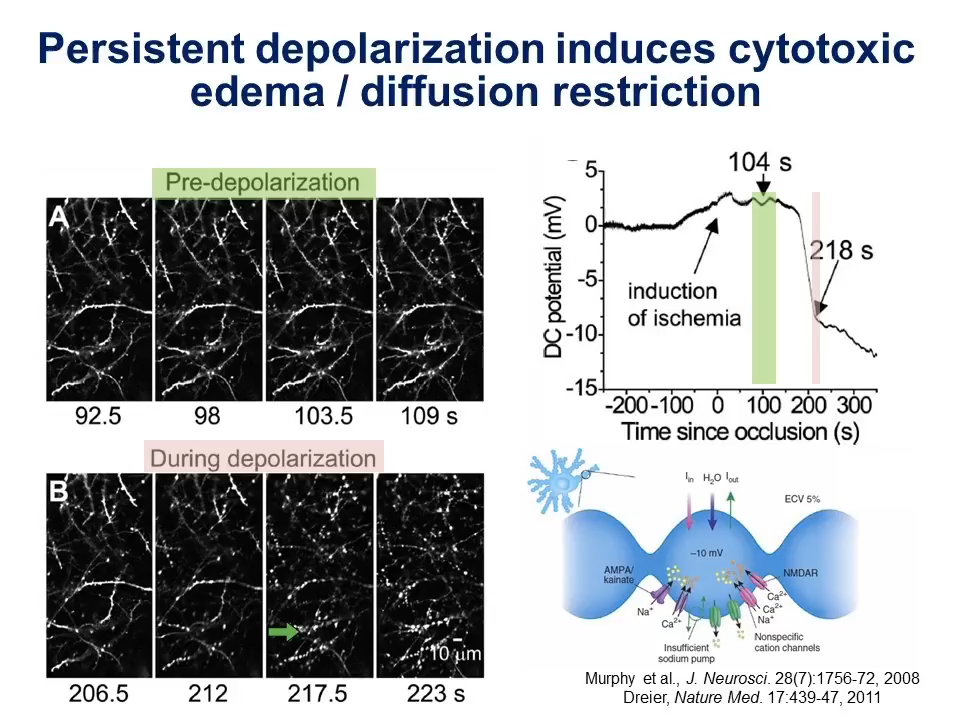 Persistent depolarization induces cytotoxic
edema / diffusion restriction
Pre-depolarization
A
92.5 98 103.5 109 s
During depolarization
B
10 μm
206.5 212 217.5 223 s
DC potential (mV)
5
0
-5
-10
-15
104 s
218 s
induction
of ischemia
-200 -100 0 100 200 300
Time since occlusion (s)
Iin H2O Iout
ECV 5%
–10 mV
AMPA/
kainate
NMDAR
Na+
Ca2+
Ca2+
Ca2+
Na+
Insufficient
sodium pump
Nonspecific
cation channels
Murphy et al., J. Neurosci. 28(7):1756-72, 2008
Dreier, Nature Med. 17:439-47, 2011